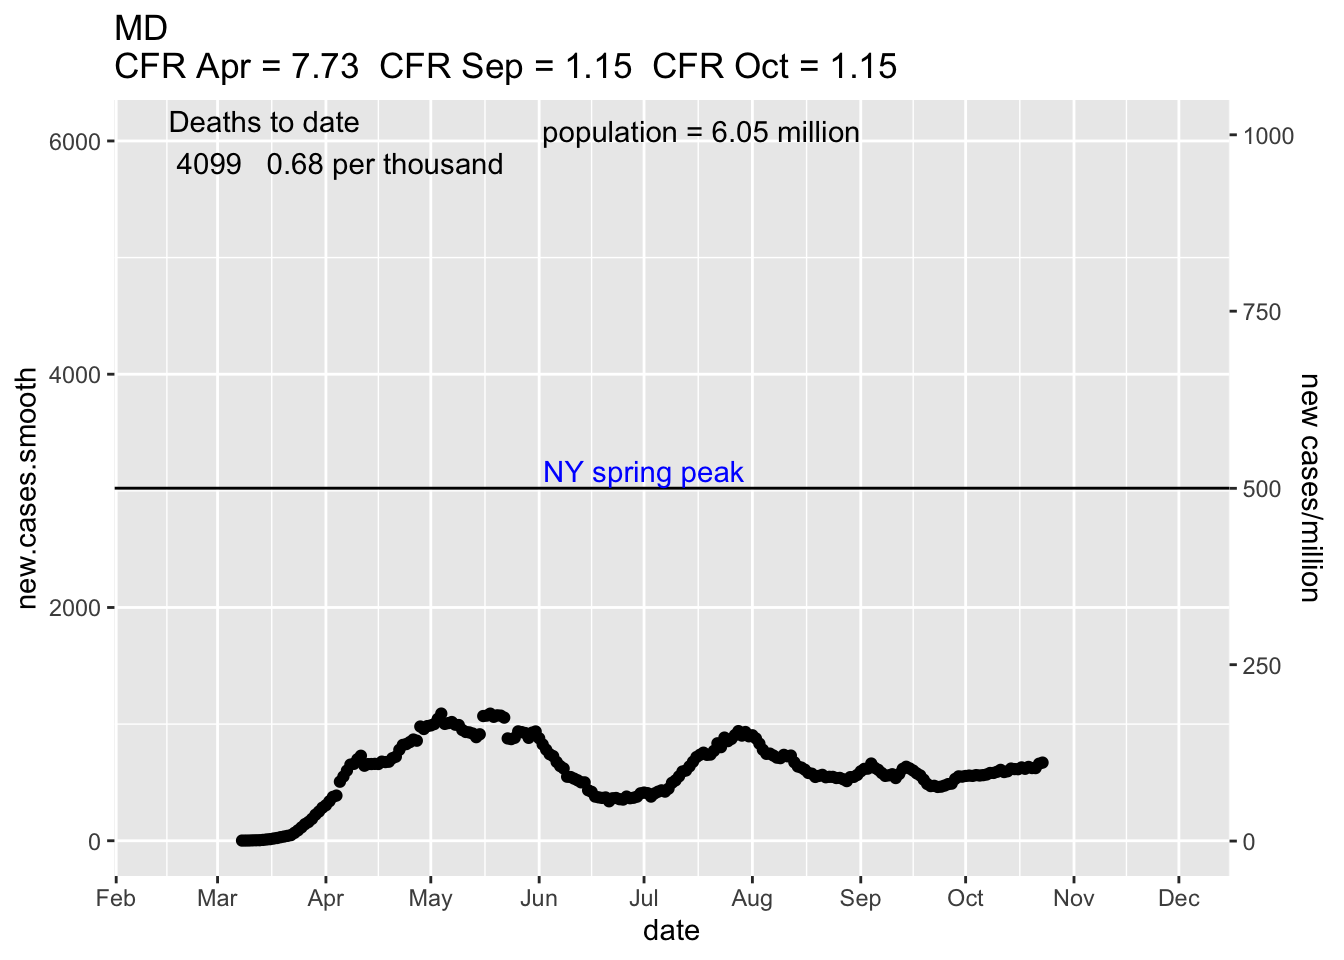 MD
CFR Apr = 7.73  CFR Sep = 1.15  CFR Oct = 1.15
Deaths to date
4099   0.68 per thousand
population = 6.05 million
NY spring peak
new.cases.smooth
6000
4000
2000
0
new cases/million
1000
750
500
250
0
Feb Mar Apr May Jun Jul Aug Sep Oct Nov Dec
date